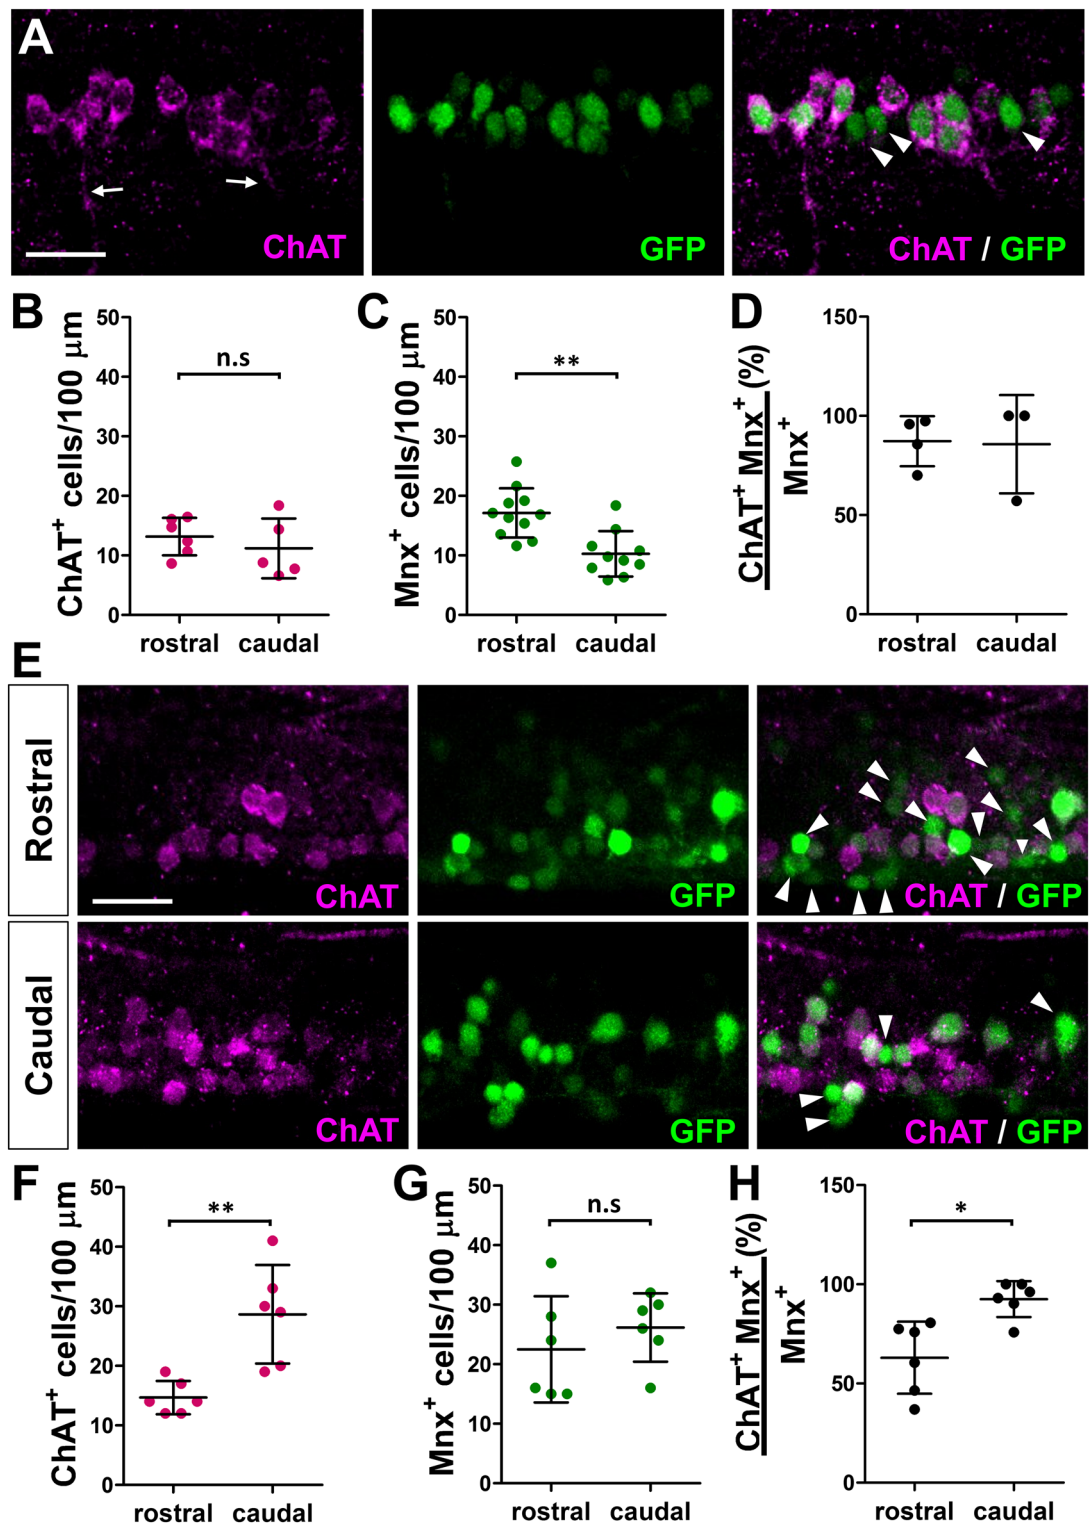 A
ChAT
GFP
ChAT / GFP
B
ChAT+ cells/100 μm
50
40
30
20
10
0
n.s
rostral
caudal
C
Mnx+ cells/100 μm
50
40
30
20
10
0
**
rostral
caudal
D
ChAT+ Mnx+ (%)
Mnx+
150
100
50
0
rostral
caudal
E
Rostral
ChAT
GFP
ChAT / GFP
Caudal
ChAT
GFP
ChAT / GFP
F
ChAT+ cells/100 μm
50
40
30
20
10
0
**
rostral
caudal
G
Mnx+ cells/100 μm
50
40
30
20
10
0
n.s
rostral
caudal
H
ChAT+ Mnx+ (%)
Mnx+
150
100
50
0
*
rostral
caudal